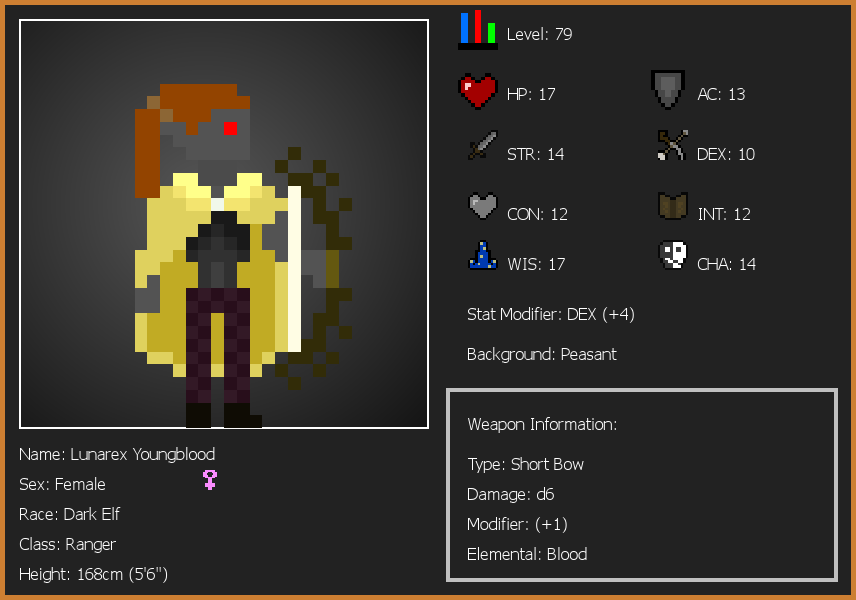 Level: 79
HP: 17
AC: 13
STR: 14
DEX: 10
CON: 12
INT: 12
WIS: 17
CHA: 14
Stat Modifier: DEX (+4)
Background: Peasant
Weapon Information:
Type: Short Bow
Damage: d6
Modifier: (+1)
Elemental: Blood
Name: Lunarex Youngblood
Sex: Female
Race: Dark Elf
Class: Ranger
Height: 168cm (5'6")